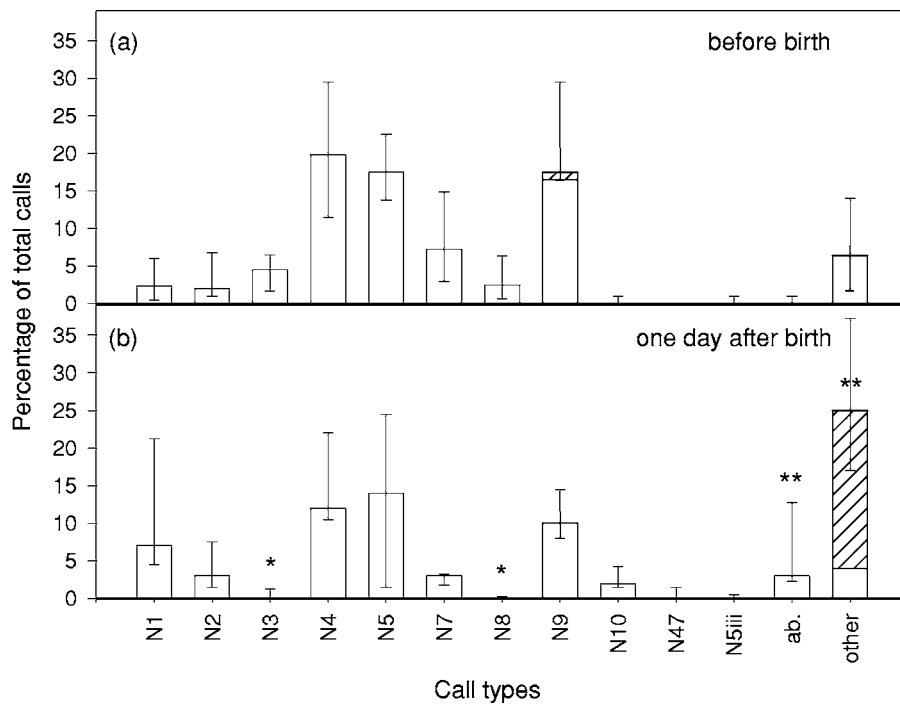 (a) before birth
35
30
25
20
15
10
5
0
Percentage of total calls
(b) one day after birth
35
30
25
20
15
10
5
0
* * ** **
N1 N2 N3 N4 N5 N7 N8 N9 N10 N47 N5iii ab. other
Call types